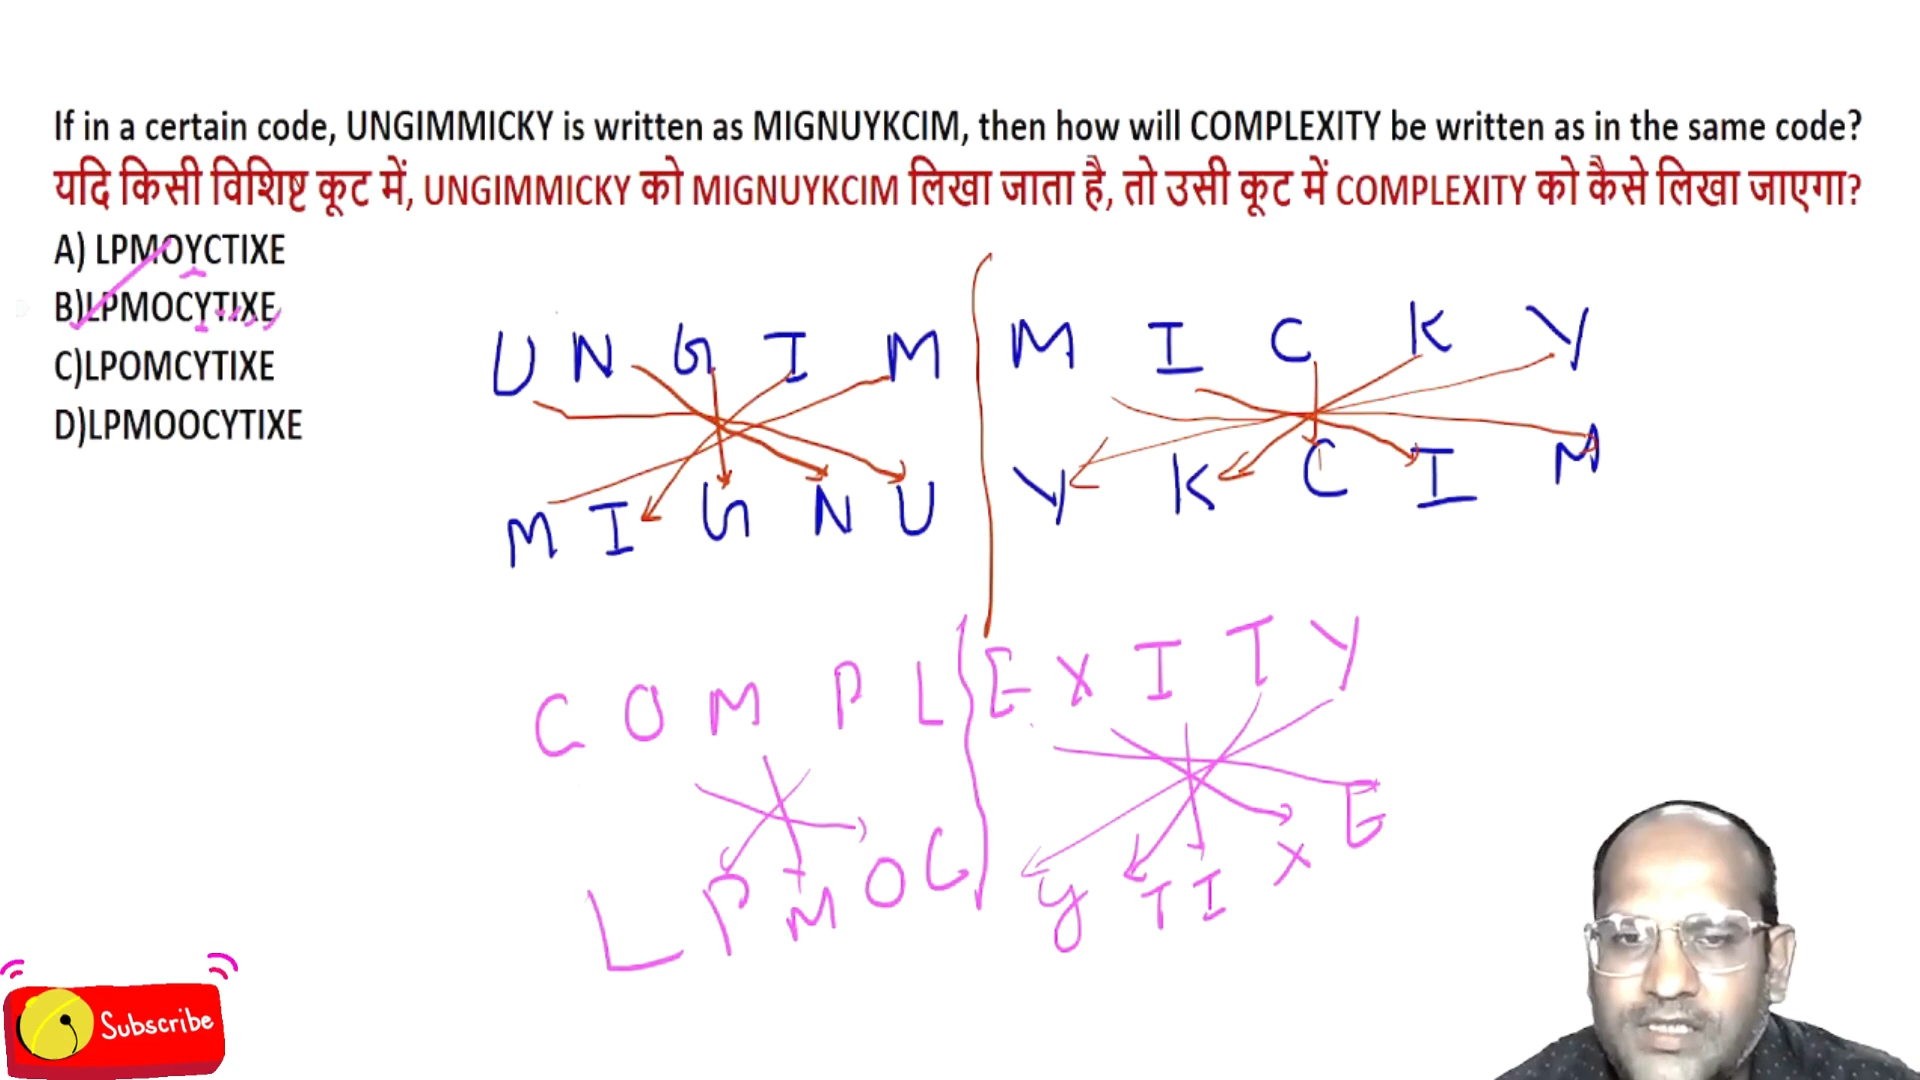 If in a certain code, UNGIMMICKY is written as MIGNUYKCIM, then how will COMPLEXITY be written as in the same code?
यदि किसी विशिष्ट कूट में, UNGIMMICKY को MIGNUYKCIM लिखा जाता है, तो उसी कूट में COMPLEXITY को कैसे लिखा जाएगा?
A) LPMOYCTIXE
B)LPMOCYTIXE
C)LPOMCYTIXE
D)LPMOOCYTIXE
U N G I M M I C K Y
M I G N U Y K C I M
C O M P L E X I T Y
L P M O C Y T I X E
Subscribe